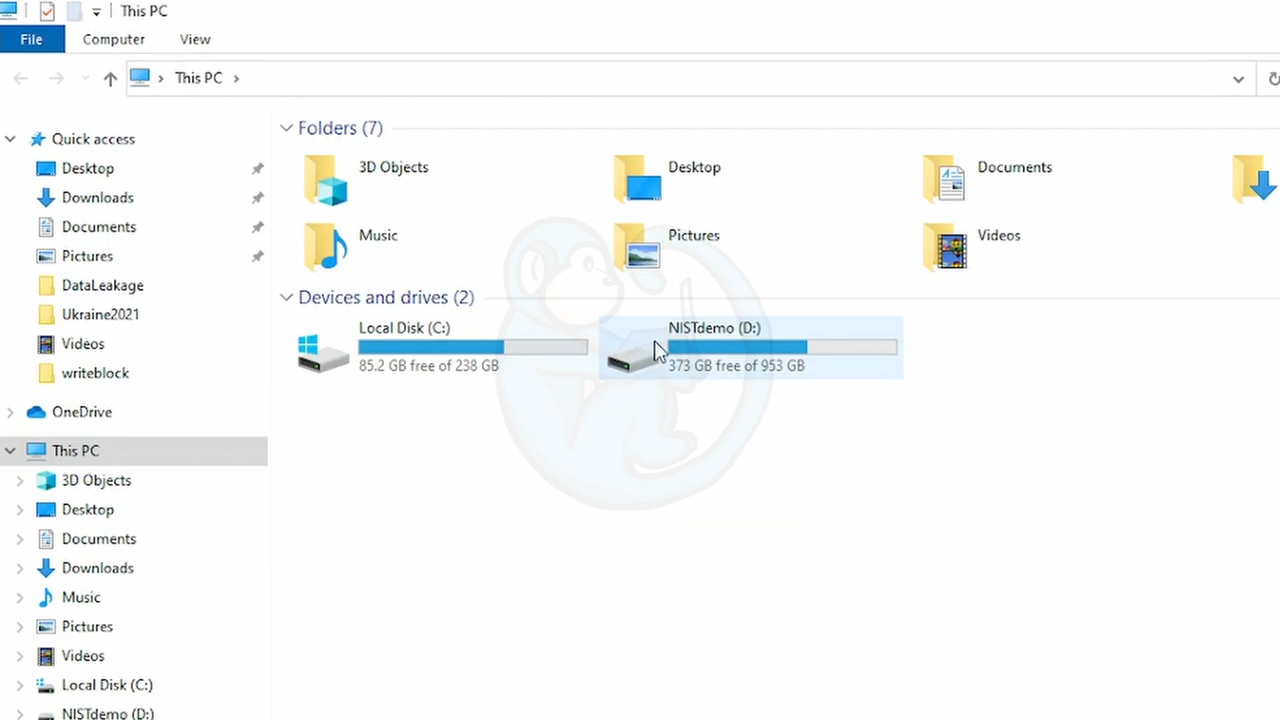 This PC
File Computer View
This PC
Quick access
Desktop
Downloads
Documents
Pictures
DataLeakage
Ukraine2021
Videos
writeblock
OneDrive
This PC
3D Objects
Desktop
Documents
Downloads
Music
Pictures
Videos
Local Disk (C:)
NISTdemo (D:)
Folders (7)
3D Objects
Desktop
Documents
Music
Pictures
Videos
Devices and drives (2)
Local Disk (C:)
85.2 GB free of 238 GB
NISTdemo (D:)
373 GB free of 953 GB